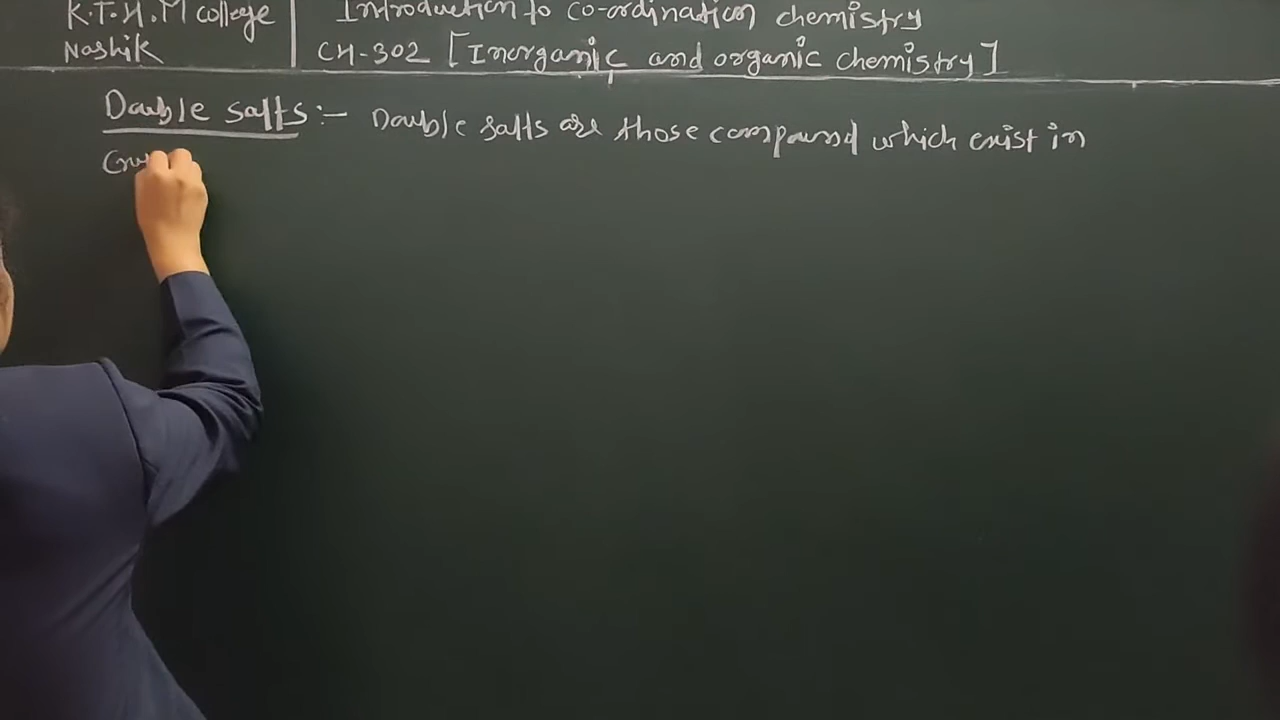 K.T.H.M college
Nashik
Introduction to co-ordination chemistry
CH-302 [Inorganic and organic chemistry]
Double salts:- Double salts are those compound which exist in